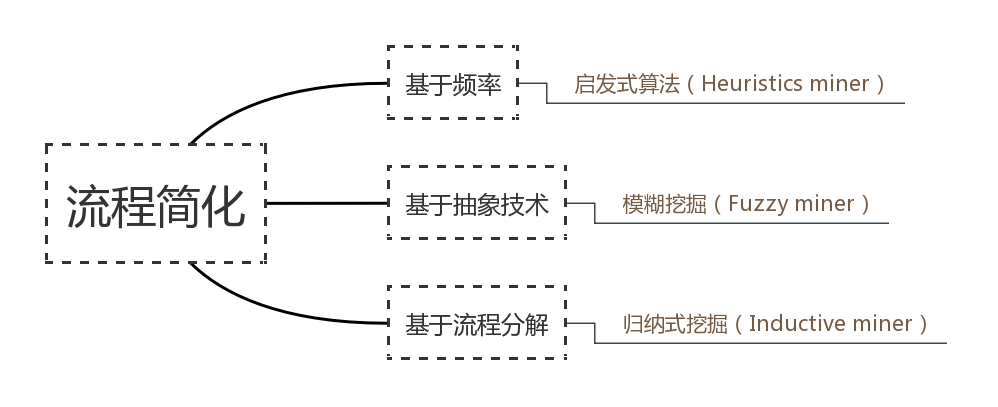 流程简化
基于频率
启发式算法（Heuristics miner）
基于抽象技术
模糊挖掘（Fuzzy miner）
基于流程分解
归纳式挖掘（Inductive miner）